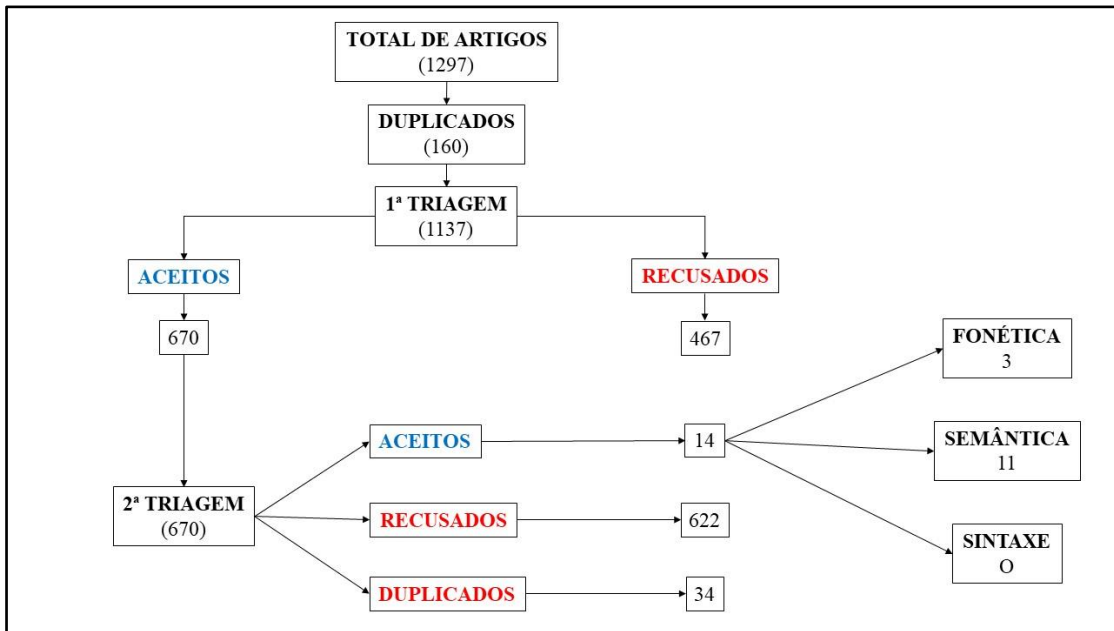 TOTAL DE ARTIGOS
(1297)
DUPLICADOS
(160)
1ª TRIAGEM
(1137)
ACEITOS
RECUSADOS
670
467
FONÉTICA
3
ACEITOS
14
SEMÂNTICA
11
2ª TRIAGEM
(670)
RECUSADOS
622
SINTAXE
O
DUPLICADOS
34